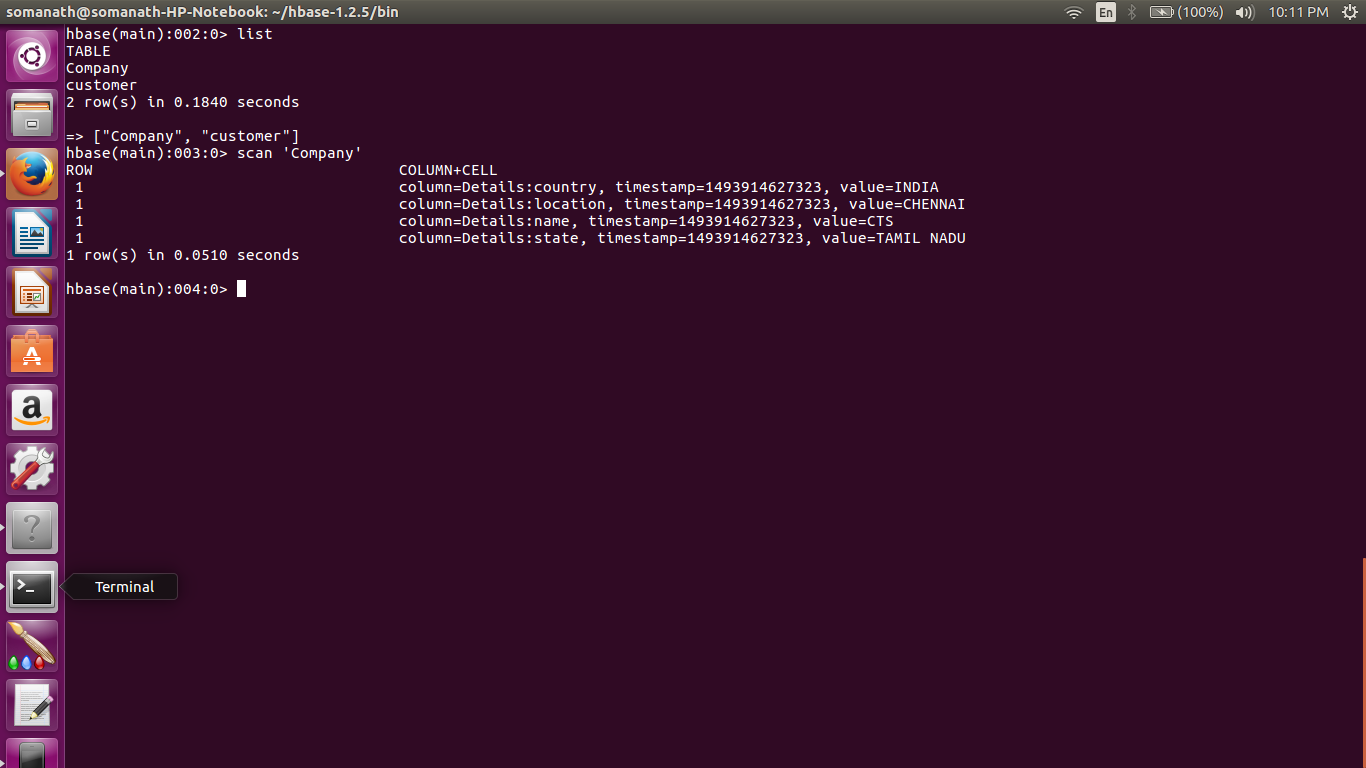 somanath@somanath-HP-Notebook: ~/hbase-1.2.5/bin
En
(100%)
10:11 PM
hbase(main):002:0> list
TABLE
Company
customer
2 row(s) in 0.1840 seconds
=> ["Company", "customer"]
hbase(main):003:0> scan 'Company'
ROW COLUMN+CELL
1 column=Details:country, timestamp=1493914627323, value=INDIA
1 column=Details:location, timestamp=1493914627323, value=CHENNAI
1 column=Details:name, timestamp=1493914627323, value=CTS
1 column=Details:state, timestamp=1493914627323, value=TAMIL NADU
1 row(s) in 0.0510 seconds
hbase(main):004:0>
A
a
?
>_
Terminal